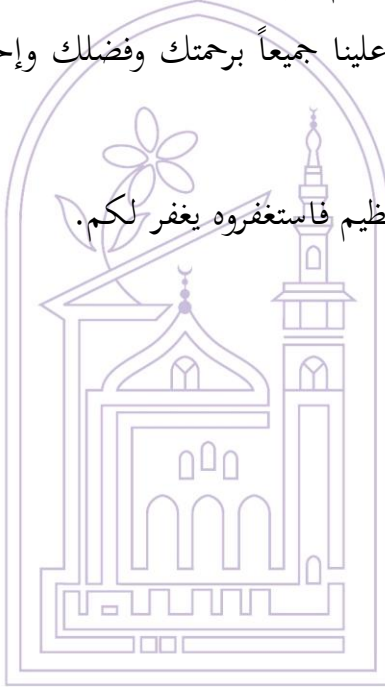 علينا جميعاً برحمتك وفضلك وإح
ظيم فاستغفروه يغفر لكم.